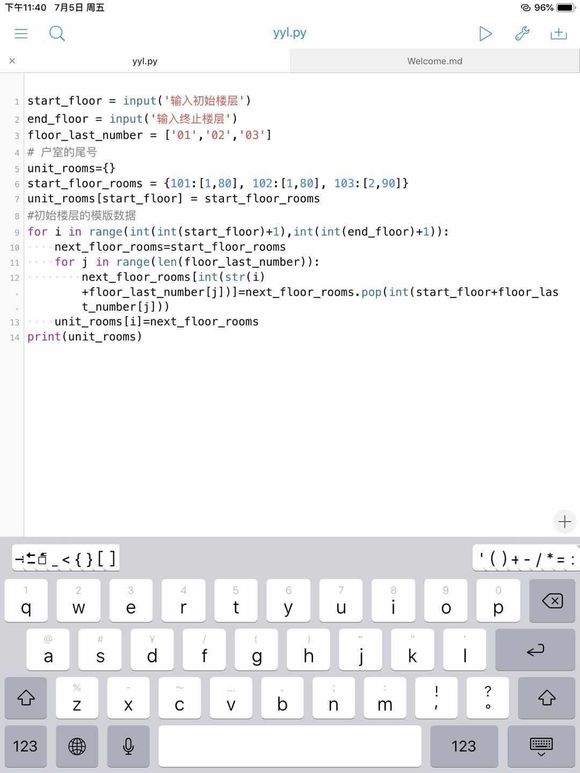 下午11:40 7月5日 周五
96%
yyl.py
× yyl.py Welcome.md
1 start_floor = input('输入初始楼层')
2 end_floor = input('输入终止楼层')
3 floor_last_number = ['01','02','03']
4 # 户室的尾号
5 unit_rooms={}
6 start_floor_rooms = {101:[1,80], 102:[1,80], 103:[2,90]}
7 unit_rooms[start_floor] = start_floor_rooms
8 #初始楼层的模版数据
9 for i in range(int(int(start_floor)+1),int(int(end_floor)+1)):
10 next_floor_rooms=start_floor_rooms
11 for j in range(len(floor_last_number)):
12 next_floor_rooms[int(str(i)
+floor_last_number[j])]=next_floor_rooms.pop(int(start_floor+floor_las
t_number[j]))
13 unit_rooms[i]=next_floor_rooms
14 print(unit_rooms)
_ < { } [ ] ' ( ) + - / * = :
1 2 3 4 5 6 7 8 9 0
q w e r t y u i o p
@ # ¥ / ( ) “ ” '
a s d f g h j k l
% - ~ … 、 ; :
z x c v b n m ! , ? 。
123 123